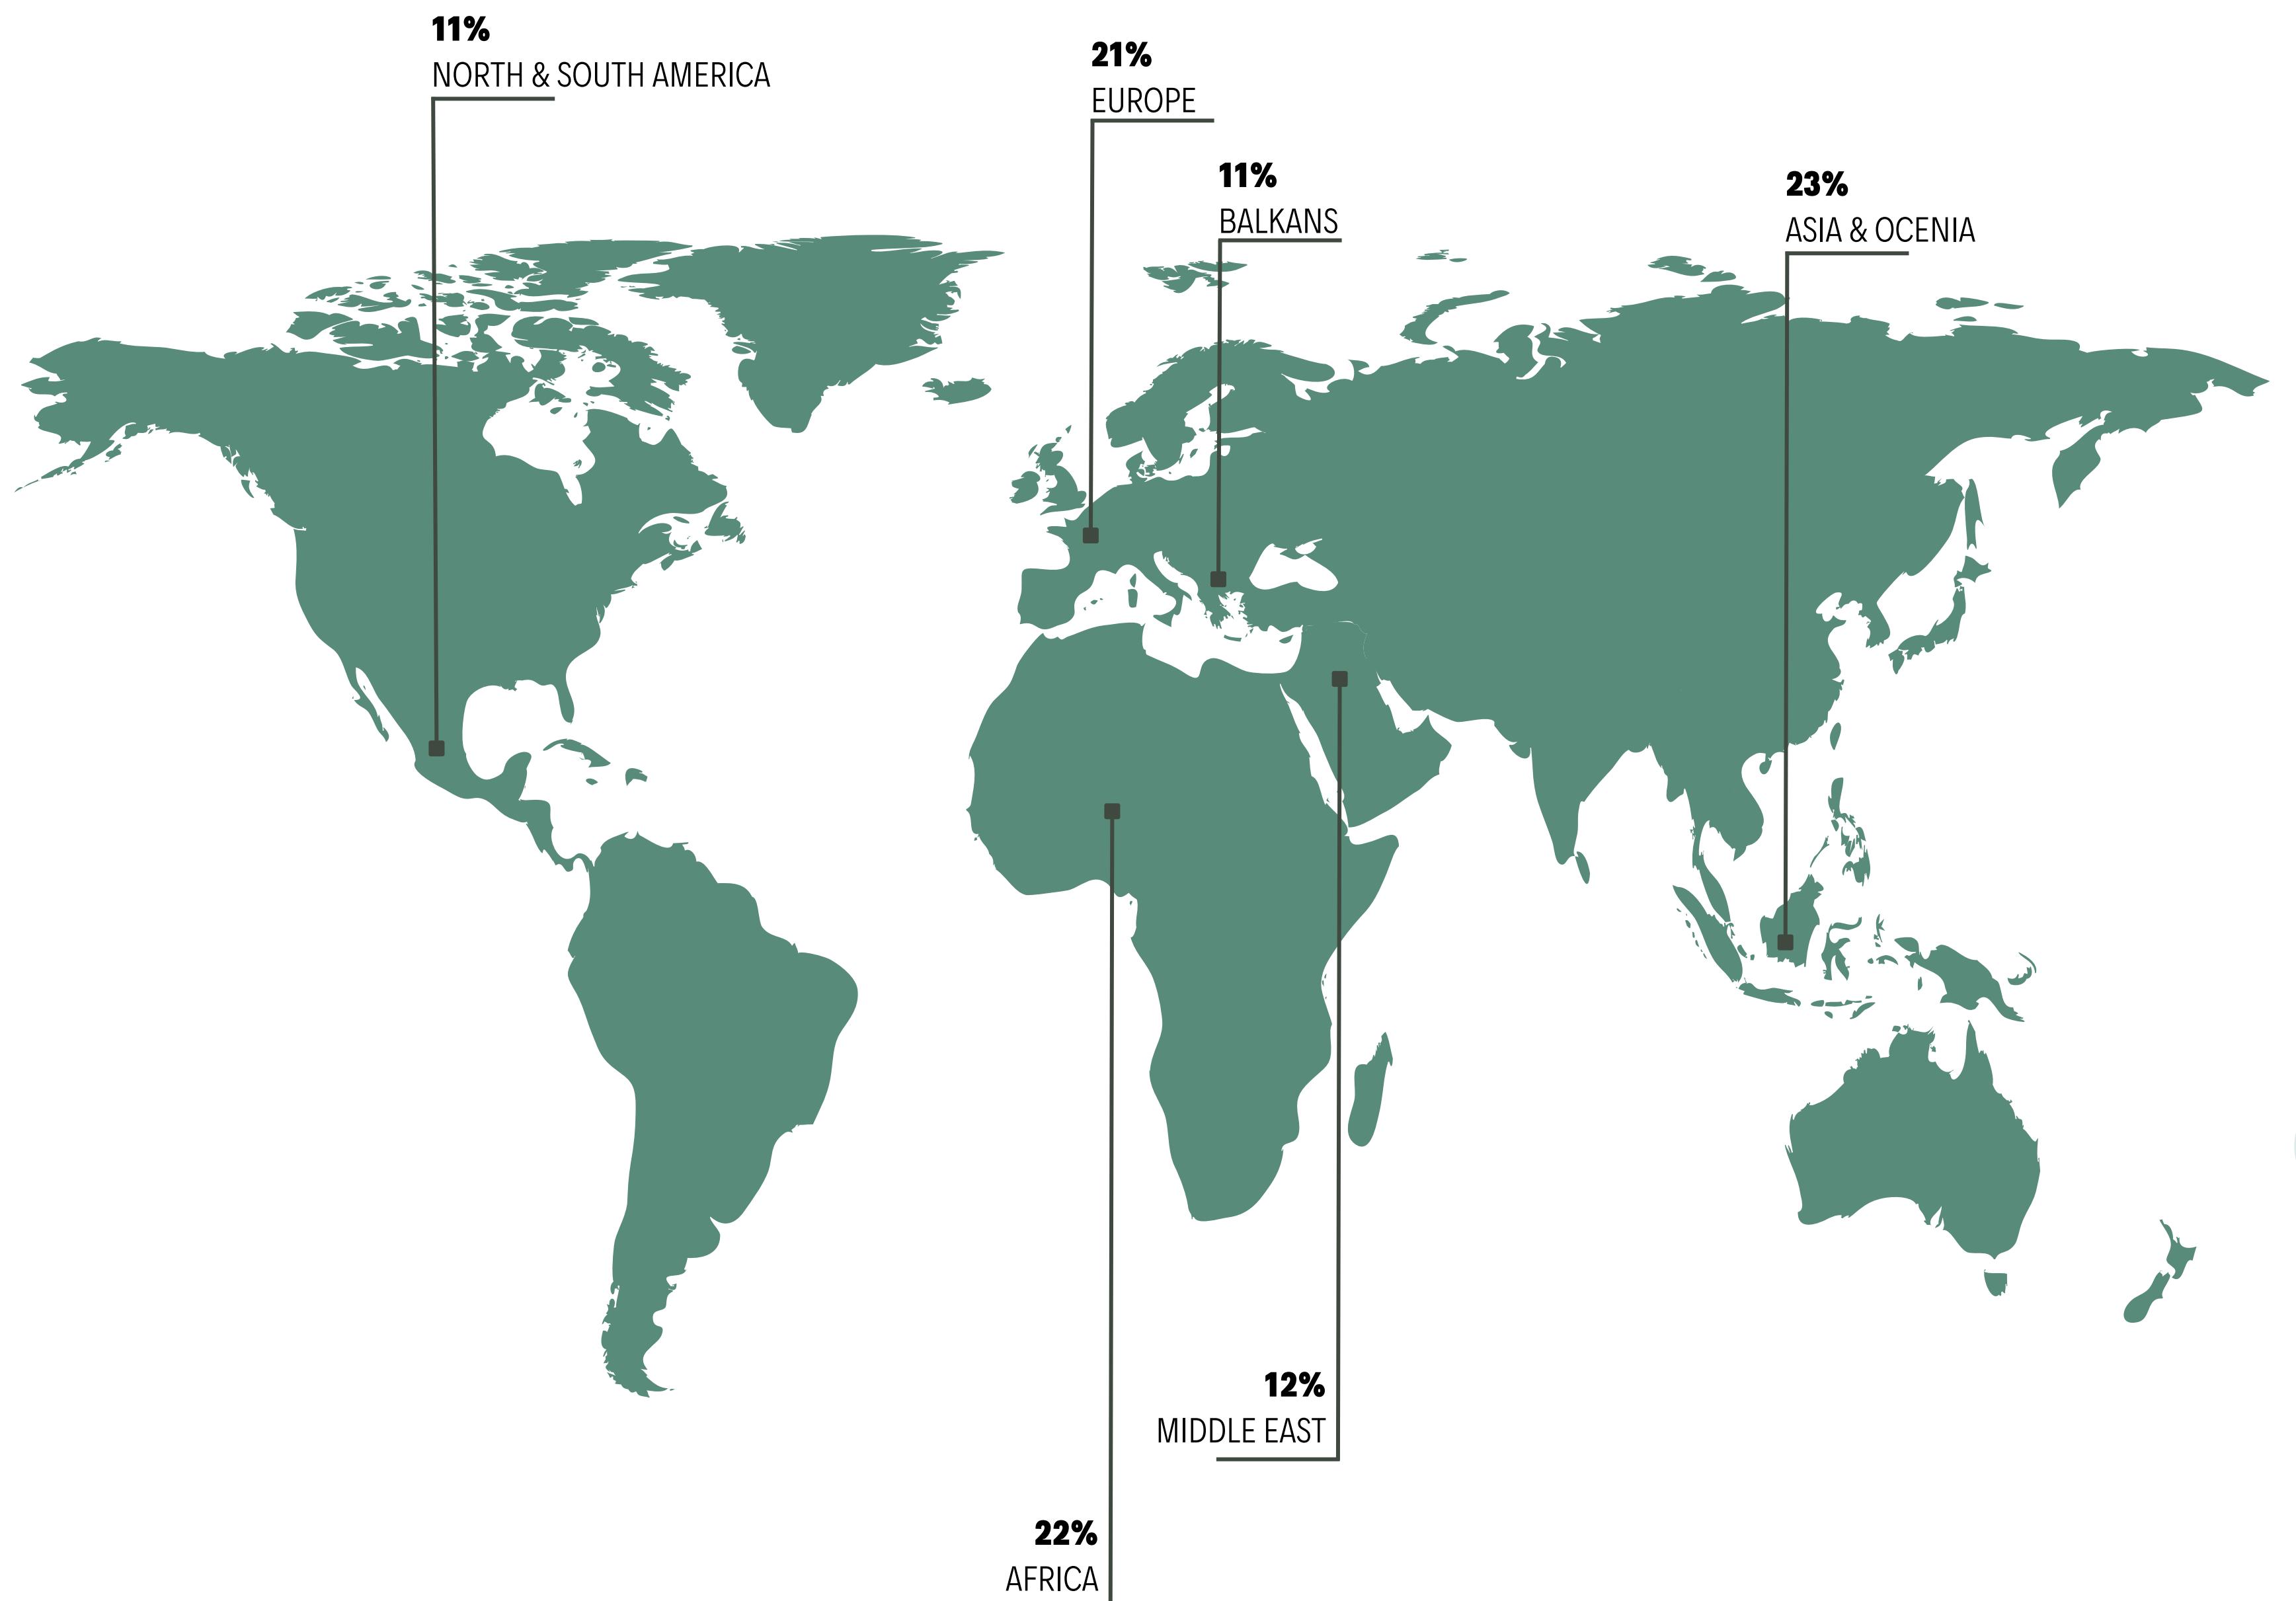 11%
NORTH & SOUTH AMERICA
21%
EUROPE
11%
BALKANS
23%
ASIA & OCENIA
12%
MIDDLE EAST
22%
AFRICA